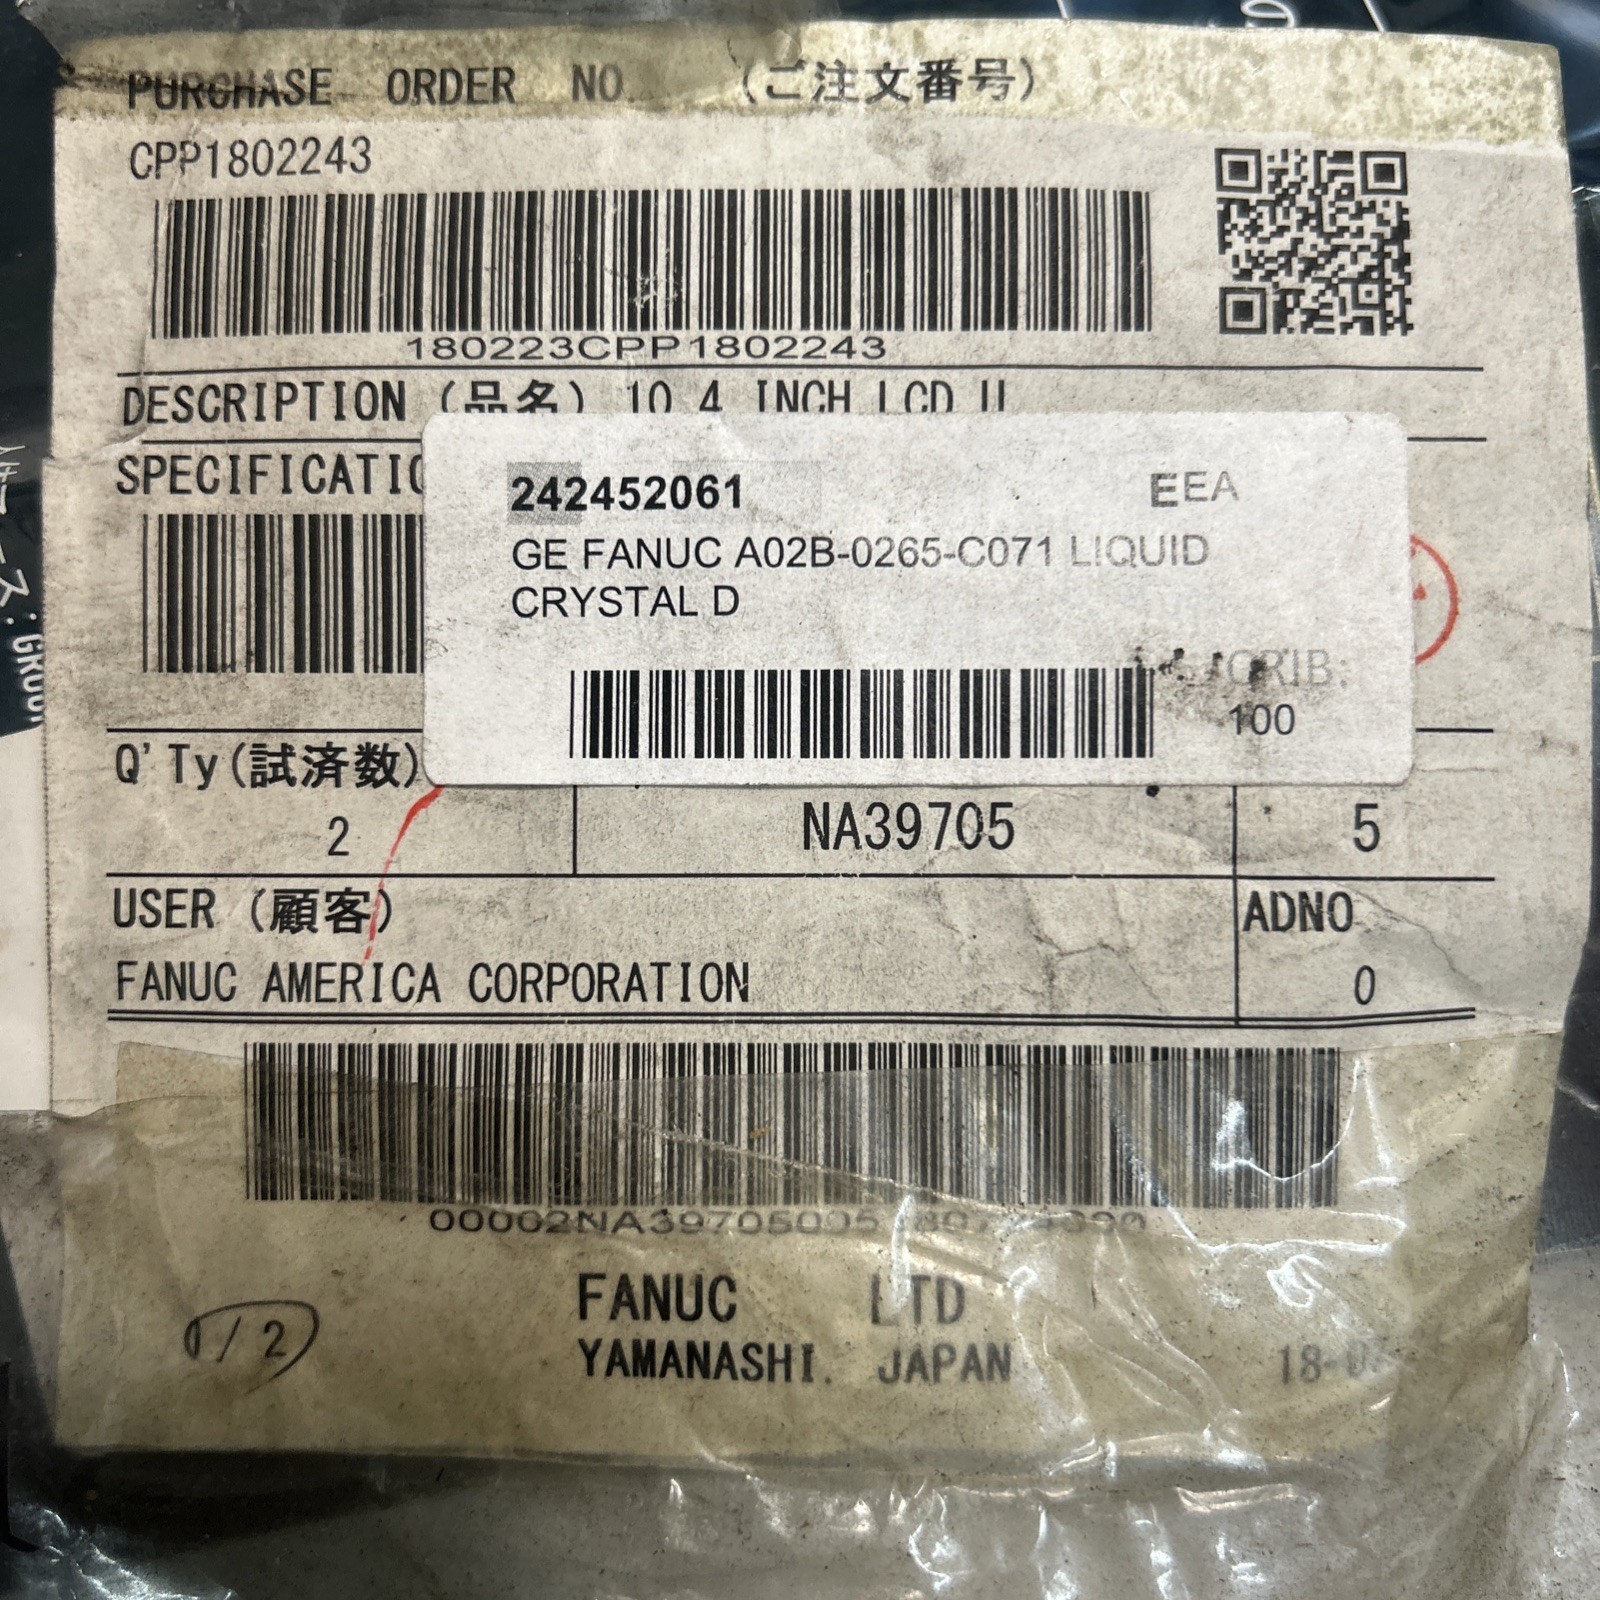 PURCHASE ORDER NO. (ご注文番号)
CPP1802243
180223CPP1802243
DESCRIPTION (品名) 10.4 INCH LCD U
242452061 EEA
GE FANUC A02B-0265-C071 LIQUID
CRYSTAL D
CRIB:
100
Q'Ty(試済数)
2 NA39705 5
USER (顧客) ADNO
FANUC AMERICA CORPORATION 0
FANUC LTD
YAMANASHI. JAPAN
1/2